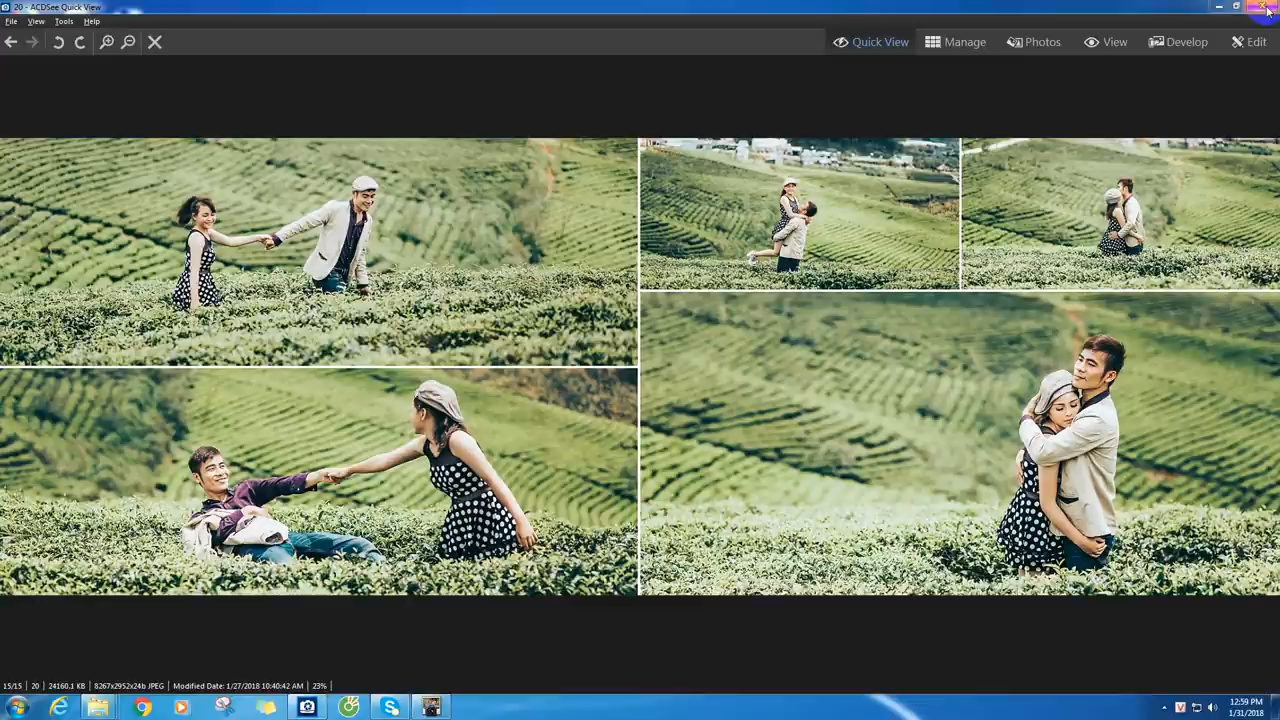 20 - ACDSee Quick View
File View Tools Help
Quick View Manage Photos View Develop Edit
15/15 20 24160.1 KB 8267x2952x24b JPEG Modified Date: 1/27/2018 10:40:42 AM 23%
12:59 PM
1/31/2018